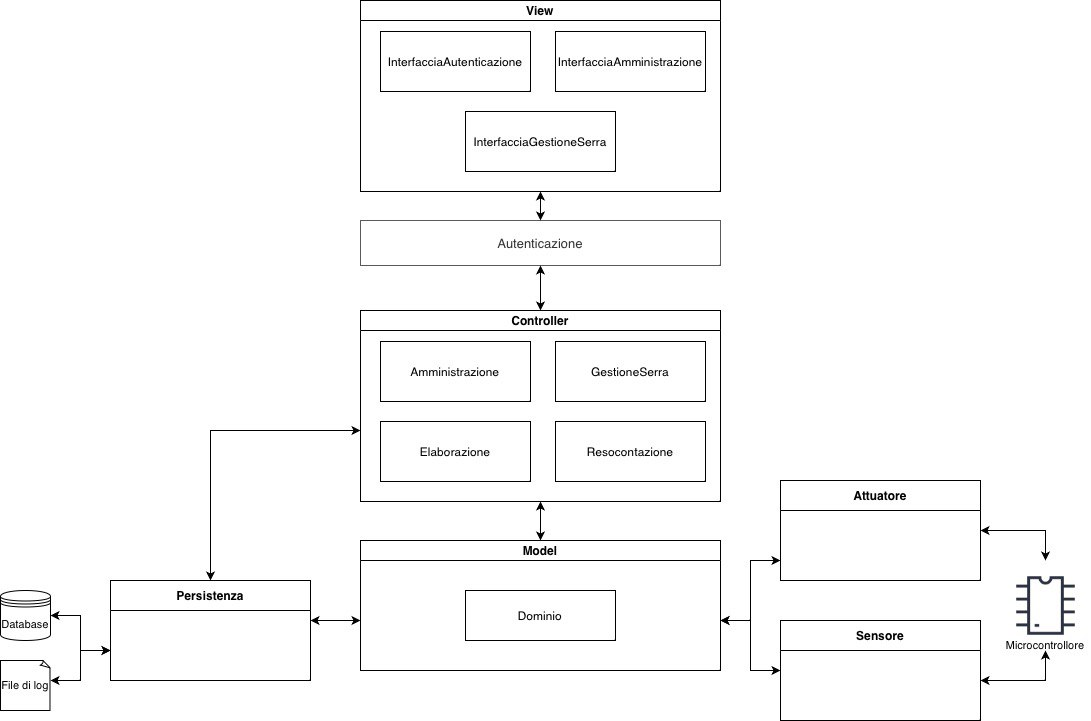 View
InterfacciaAutenticazione
InterfacciaAmministrazione
InterfacciaGestioneSerra
Autenticazione
Controller
Amministrazione
GestioneSerra
Elaborazione
Resocontazione
Attuatore
Model
Persistenza
Database
Dominio
Sensore
Microcontrollore
File di log